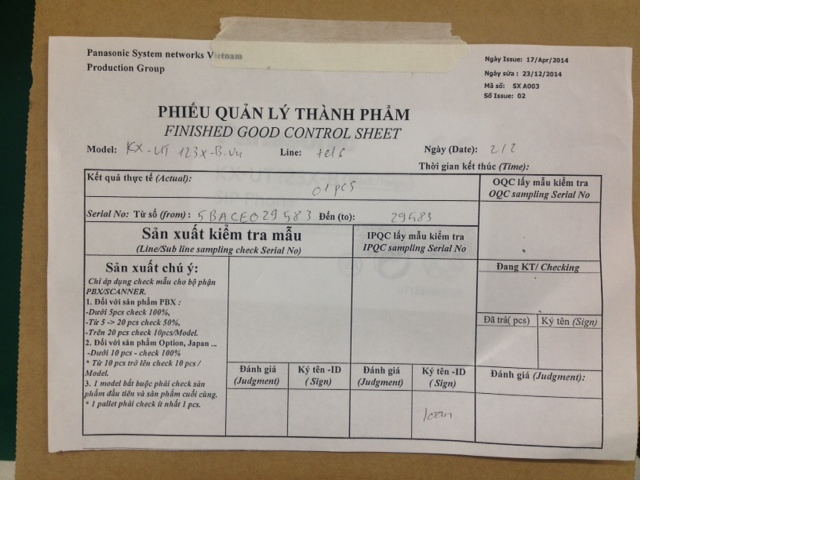 Panasonic System networks Vietnam
Production Group
Ngày Issue: 17/Apr/2014
Ngày sửa : 23/12/2014
Mã số: SX A003
Số Issue: 02
PHIẾU QUẢN LÝ THÀNH PHẨM
FINISHED GOOD CONTROL SHEET
Model: KX-UT 123X-B.VN Line: tel6 Ngày (Date): 2/2
Thời gian kết thúc (Time):
Kết quả thực tế (Actual): 01 pcs
OQC lấy mẫu kiểm tra
OQC sampling Serial No
Serial No: Từ số (from) : 5BACE029583 Đến (to): 29583
Sản xuất kiểm tra mẫu
(Line/Sub line sampling check Serial No)
IPQC lấy mẫu kiểm tra
IPQC sampling Serial No
Sản xuất chú ý:
Chỉ áp dụng check mẫu cho bộ phận
PBX/SCANNER.
1. Đối với sản phẩm PBX :
-Dưới 5pcs check 100%,
-Từ 5 -> 20 pcs check 50%,
-Trên 20 pcs check 10pcs/Model.
2. Đối với sản phẩm Option, Japan ...
-Dưới 10 pcs - check 100%
* Từ 10 pcs trở lên check 10 pcs /
Model.
3. 1 model bắt buộc phải check sản
phẩm đầu tiên và sản phẩm cuối cùng.
* 1 pallet phải check ít nhất 1 pcs.
Đánh giá
(Judgment)
Ký tên -ID
(Sign)
Đánh giá
(Judgment)
Ký tên -ID
(Sign)
loan
Đang KT/ Checking
Đã trả( pcs)
Ký tên (Sign)
Đánh giá (Judgment):